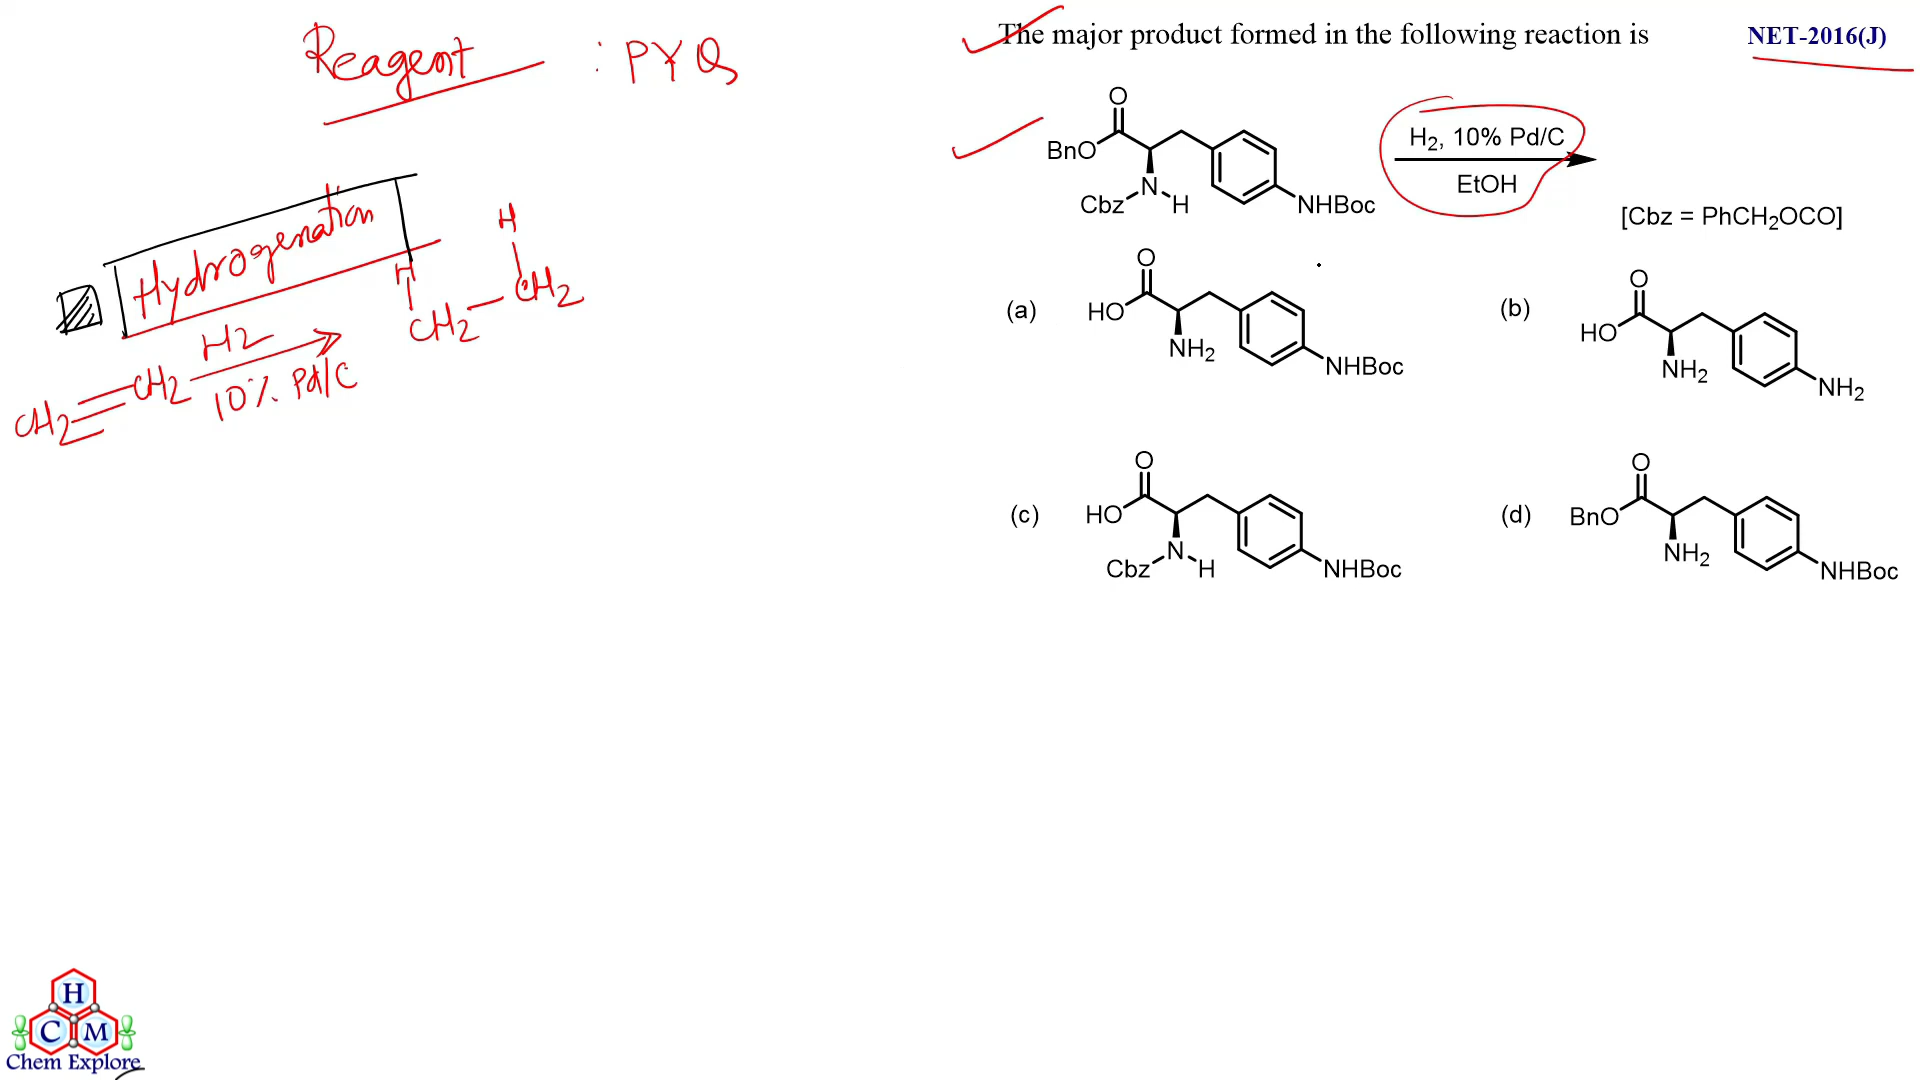 Reagent : PYQs
Hydrogenation
CH2=CH2 H2 10% Pd/C
H H
CH2-CH2
The major product formed in the following reaction is NET-2016(J)
O
BnO
N H
Cbz
NHBoc
H2, 10% Pd/C
EtOH
[Cbz = PhCH2OCO]
(a)
O
HO
NH2
NHBoc
(b)
O
HO
NH2
NH2
(c)
O
HO
N H
Cbz
NHBoc
(d)
O
BnO
NH2
NHBoc
H
C M
Chem Explore